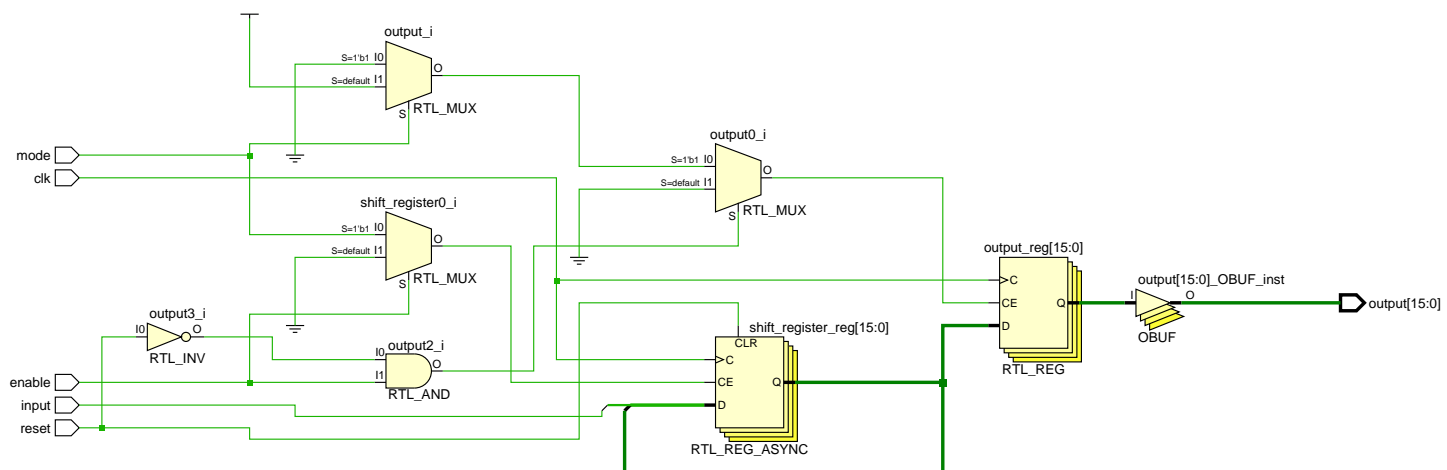 output_i
S=1'b1 I0
S=default I1
O
S
RTL_MUX
mode
clk
output0_i
S=1'b1 I0
S=default I1
O
S
RTL_MUX
shift_register0_i
S=1'b1 I0
S=default I1
O
S
RTL_MUX
output_reg[15:0]
C
CE
D
Q
RTL_REG
output[15:0]_OBUF_inst
I
O
OBUF
output[15:0]
output3_i
I0
O
RTL_INV
output2_i
I0
I1
O
RTL_AND
shift_register_reg[15:0]
CLR
C
CE
D
Q
RTL_REG_ASYNC
enable
input
reset